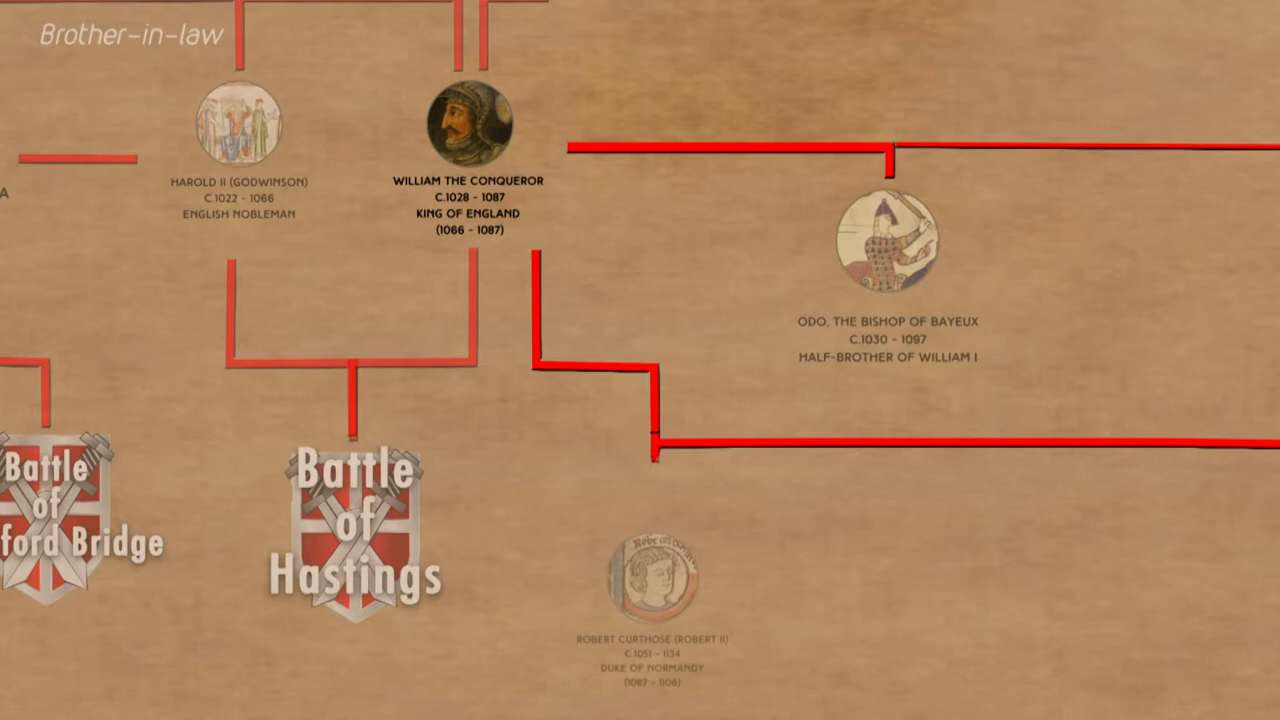 Brother-in-law
A
HAROLD II (GODWINSON)
C.1022 - 1066
ENGLISH NOBLEMAN
WILLIAM THE CONQUEROR
C.1028 - 1087
KING OF ENGLAND
(1066 - 1087)
ODO, THE BISHOP OF BAYEUX
C.1030 - 1097
HALF-BROTHER OF WILLIAM I
Battle
of
ford Bridge
Battle
of
Hastings
ROBERT CURTHOSE (ROBERT II)
C.1051 - 1134
DUKE OF NORMANDY
(1087 - 1106)